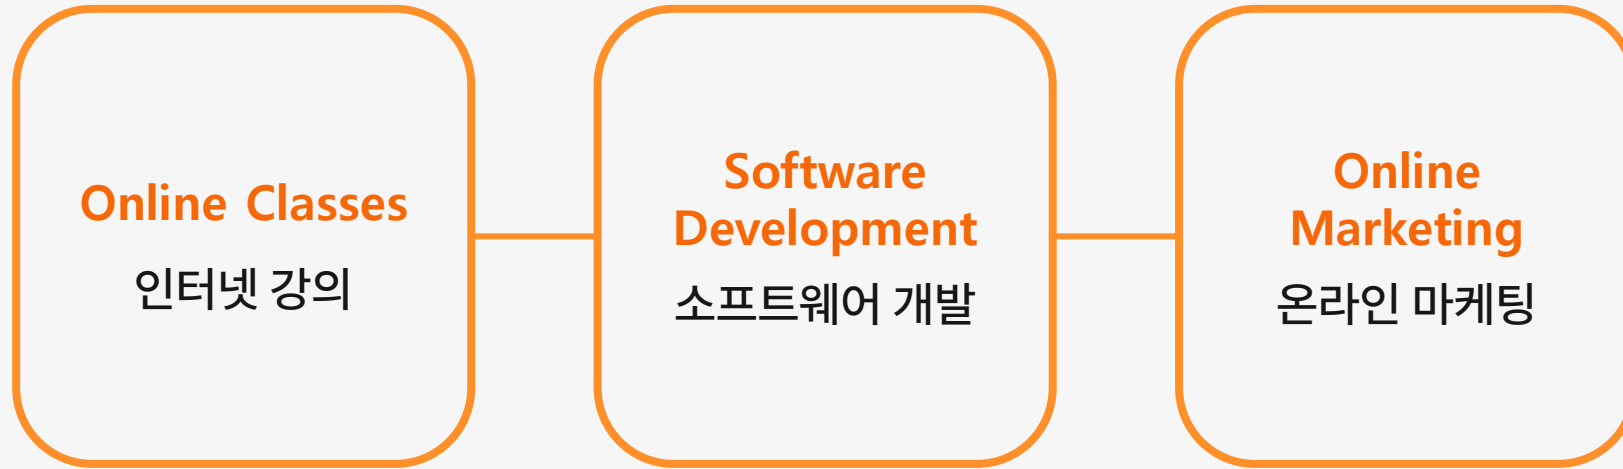 Online Classes
인터넷 강의
Software
Development
소프트웨어 개발
Online
Marketing
온라인 마케팅